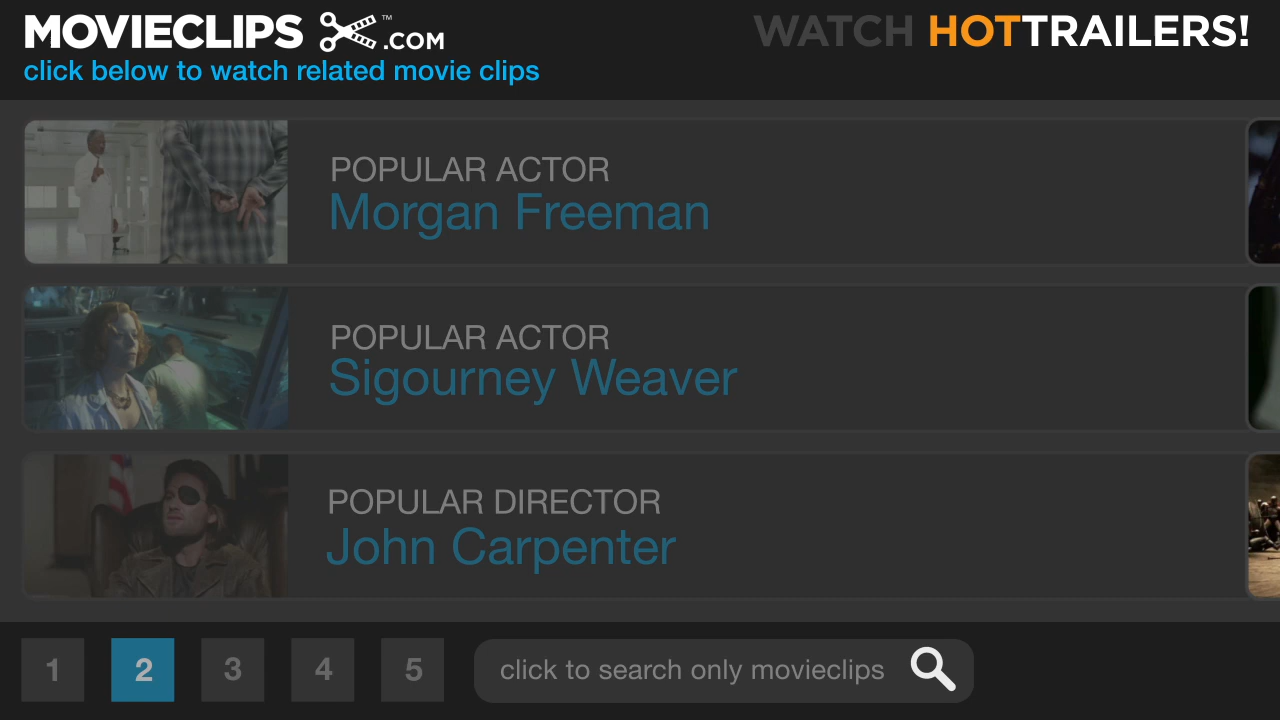 MOVIECLIPS ™ .COM
WATCH HOTTRAILERS!
click below to watch related movie clips
POPULAR ACTOR
Morgan Freeman
POPULAR ACTOR
Sigourney Weaver
POPULAR DIRECTOR
John Carpenter
1 2 3 4 5 click to search only movieclips